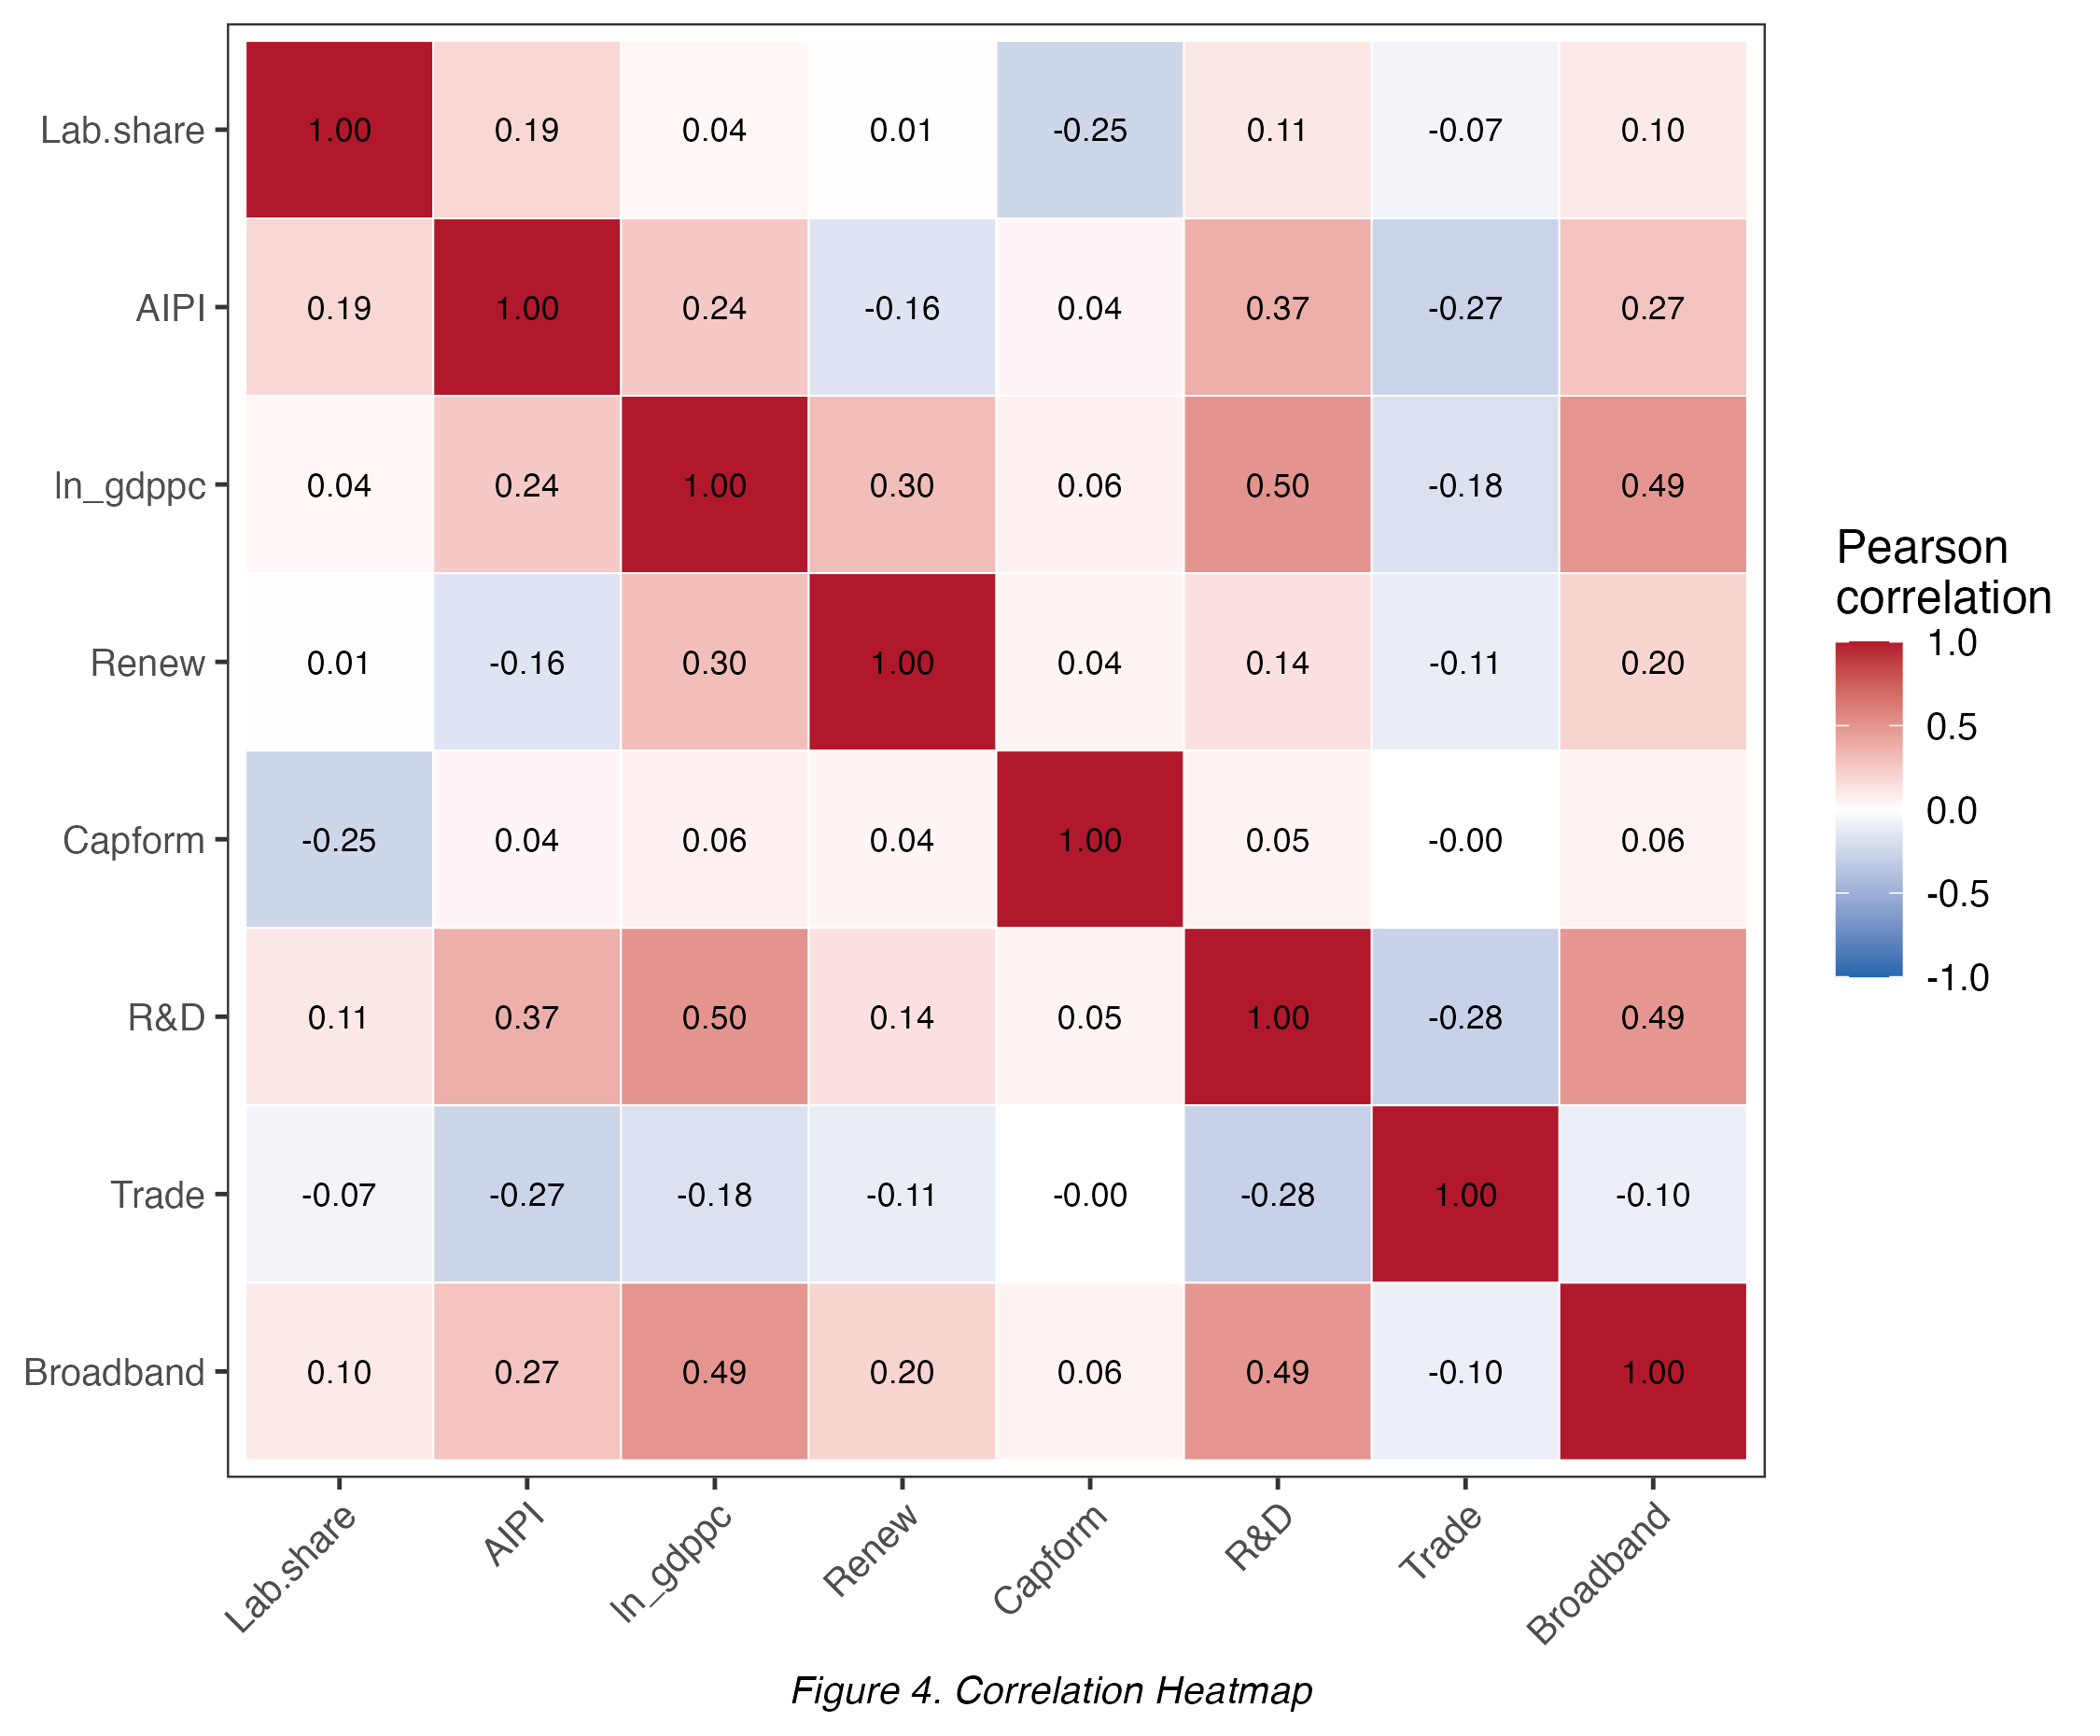 Lab.share 1.00 0.19 0.04 0.01 -0.25 0.11 -0.07 0.10
AIPI 0.19 1.00 0.24 -0.16 0.04 0.37 -0.27 0.27
ln_gdppc 0.04 0.24 1.00 0.30 0.06 0.50 -0.18 0.49
Renew 0.01 -0.16 0.30 1.00 0.04 0.14 -0.11 0.20
Capform -0.25 0.04 0.06 0.04 1.00 0.05 -0.00 0.06
R&D 0.11 0.37 0.50 0.14 0.05 1.00 -0.28 0.49
Trade -0.07 -0.27 -0.18 -0.11 -0.00 -0.28 1.00 -0.10
Broadband 0.10 0.27 0.49 0.20 0.06 0.49 -0.10 1.00
Lab.share AIPI ln_gdppc Renew Capform R&D Trade Broadband
Pearson
correlation
1.0
0.5
0.0
-0.5
-1.0
Figure 4. Correlation Heatmap